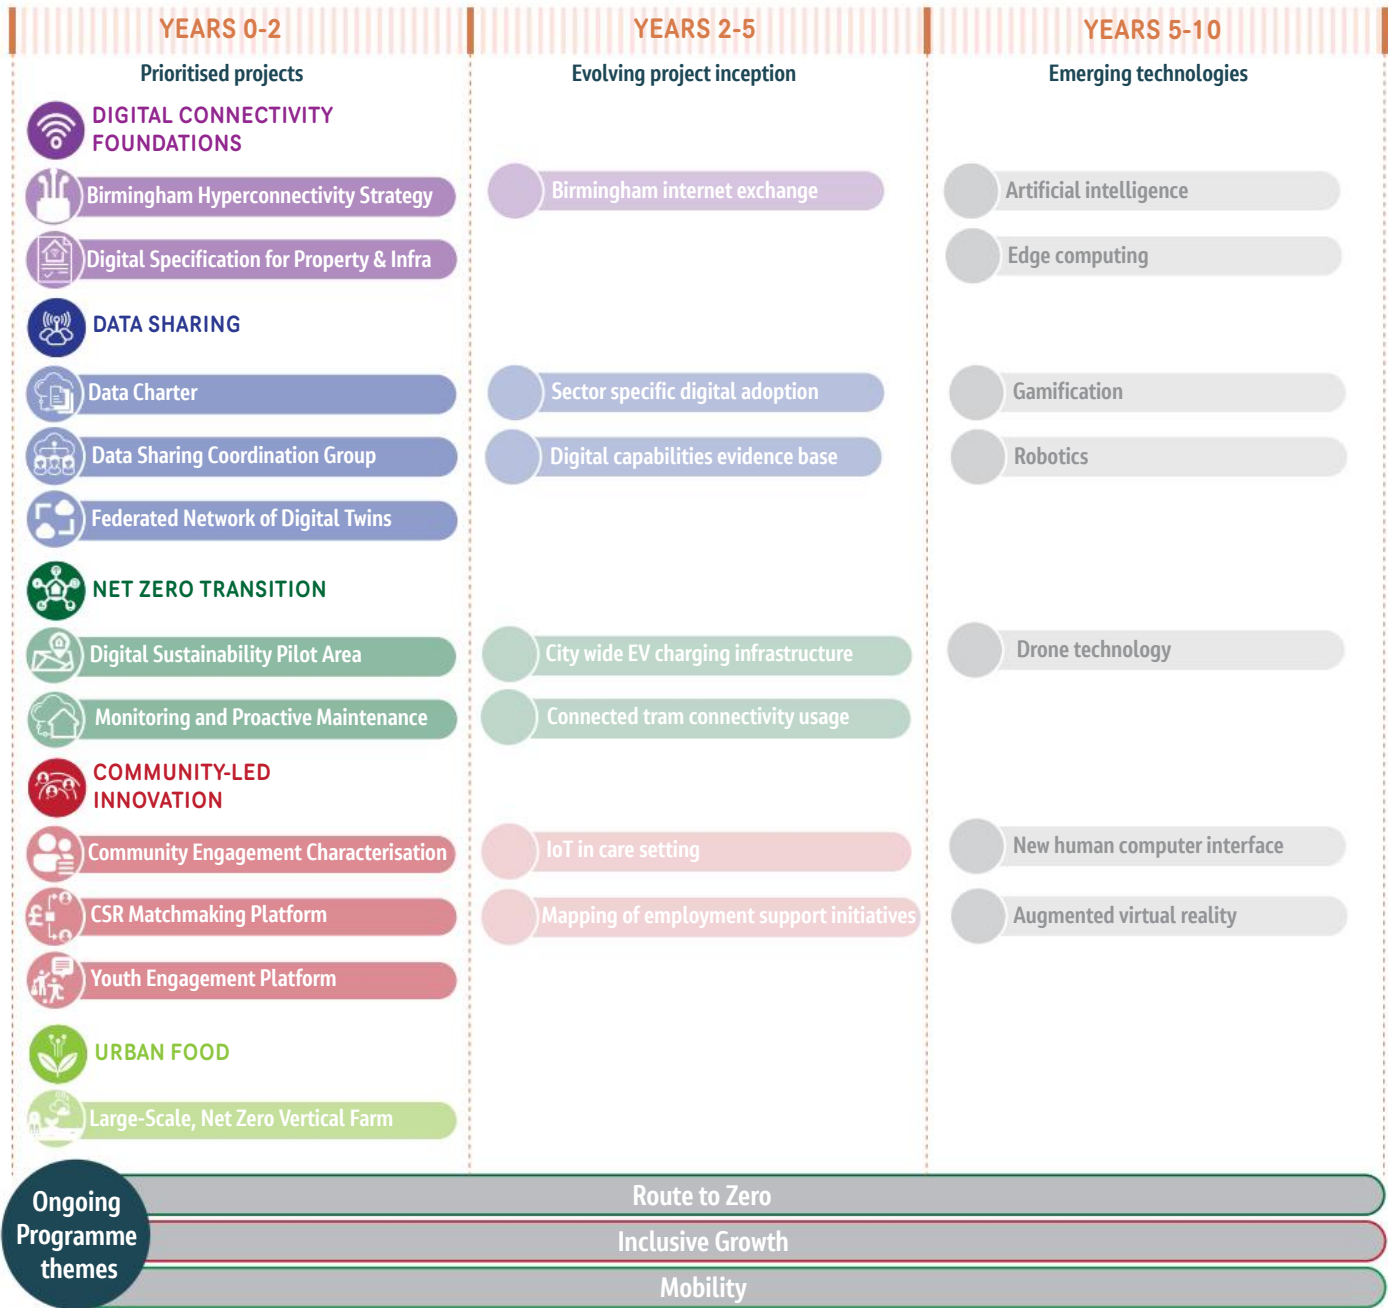 YEARS 0-2
YEARS 2-5
YEARS 5-10
Prioritised projects
Evolving project inception
Emerging technologies
DIGITAL CONNECTIVITY
FOUNDATIONS
Birmingham Hyperconnectivity Strategy
Birmingham internet exchange
Artificial intelligence
Digital Specification for Property & Infra
Edge computing
DATA SHARING
Data Charter
Sector specific digital adoption
Gamification
Data Sharing Coordination Group
Digital capabilities evidence base
Robotics
Federated Network of Digital Twins
NET ZERO TRANSITION
Digital Sustainability Pilot Area
City wide EV charging infrastructure
Drone technology
Monitoring and Proactive Maintenance
Connected tram connectivity usage
COMMUNITY-LED
INNOVATION
Community Engagement Characterisation
IoT in care setting
New human computer interface
CSR Matchmaking Platform
Mapping of employment support initiatives
Augmented virtual reality
Youth Engagement Platform
URBAN FOOD
Large-Scale, Net Zero Vertical Farm
Ongoing
Programme
themes
Route to Zero
Inclusive Growth
Mobility